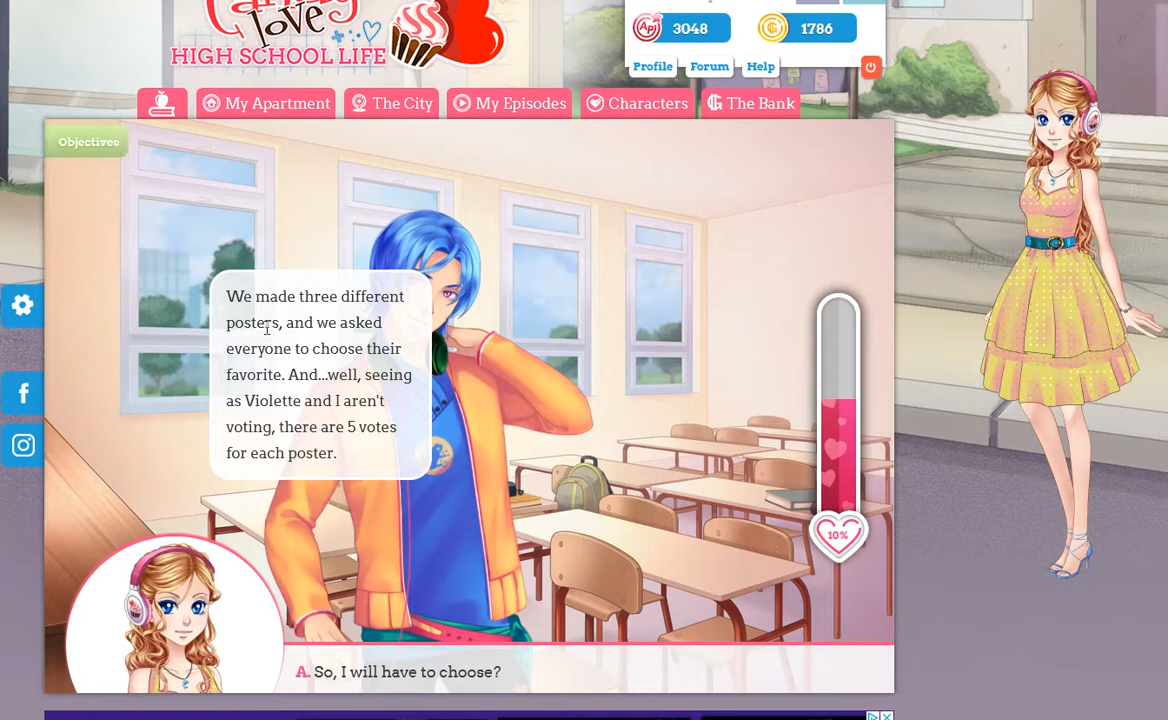 Candy
love
HIGH SCHOOL LIFE
3048
1786
Profile
Forum
Help
My Apartment
The City
My Episodes
Characters
The Bank
Objectives
We made three different
posters, and we asked
everyone to choose their
favorite. And...well, seeing
as Violette and I aren't
voting, there are 5 votes
for each poster.
10%
A. So, I will have to choose?